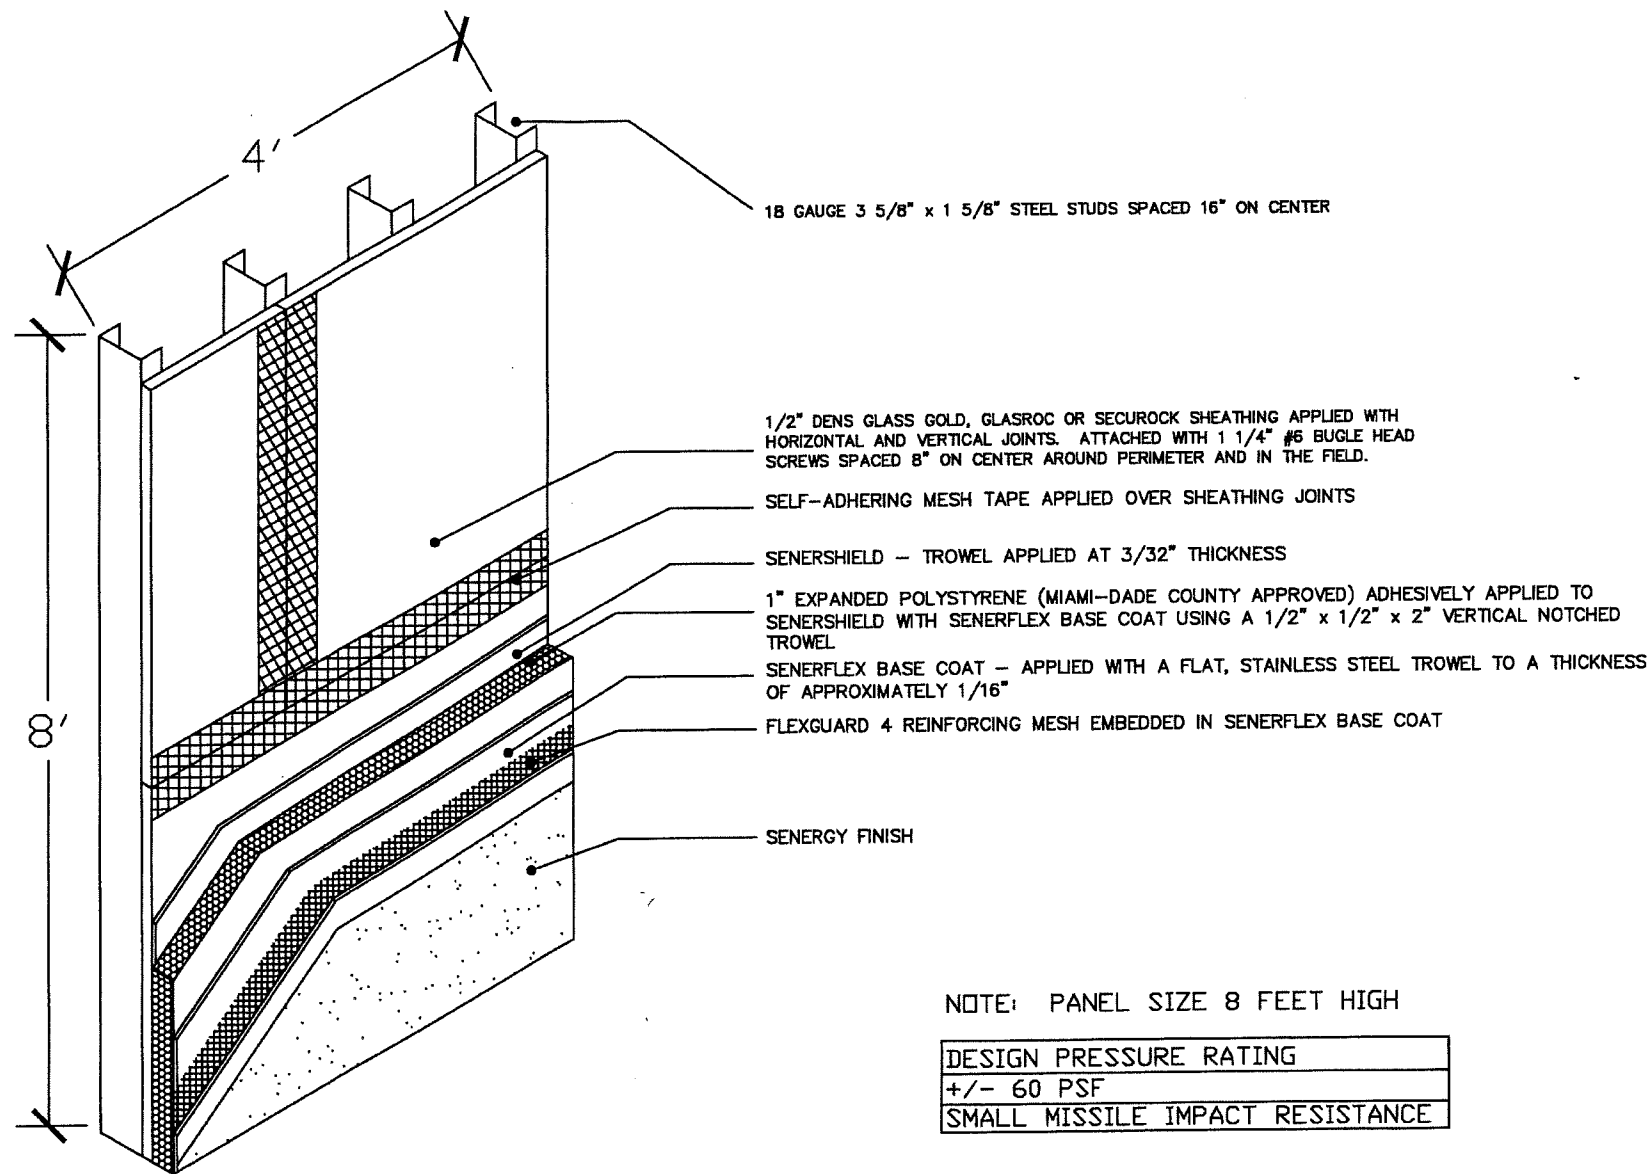 4'
18 GAUGE 3 5/8" x 1 5/8" STEEL STUDS SPACED 16" ON CENTER
1/2" DENS GLASS GOLD, GLASROC OR SECUROCK SHEATHING APPLIED WITH
HORIZONTAL AND VERTICAL JOINTS. ATTACHED WITH 1 1/4" #6 BUGLE HEAD
SCREWS SPACED 8" ON CENTER AROUND PERIMETER AND IN THE FIELD.
SELF-ADHERING MESH TAPE APPLIED OVER SHEATHING JOINTS
SENERSHIELD – TROWEL APPLIED AT 3/32" THICKNESS
1" EXPANDED POLYSTYRENE (MIAMI-DADE COUNTY APPROVED) ADHESIVELY APPLIED TO
SENERSHIELD WITH SENERFLEX BASE COAT USING A 1/2" x 1/2" x 2" VERTICAL NOTCHED
TROWEL
SENERFLEX BASE COAT – APPLIED WITH A FLAT, STAINLESS STEEL TROWEL TO A THICKNESS
OF APPROXIMATELY 1/16"
FLEXGUARD 4 REINFORCING MESH EMBEDDED IN SENERFLEX BASE COAT
8'
SENERGY FINISH
NOTE: PANEL SIZE 8 FEET HIGH
DESIGN PRESSURE RATING
+/- 60 PSF
SMALL MISSILE IMPACT RESISTANCE